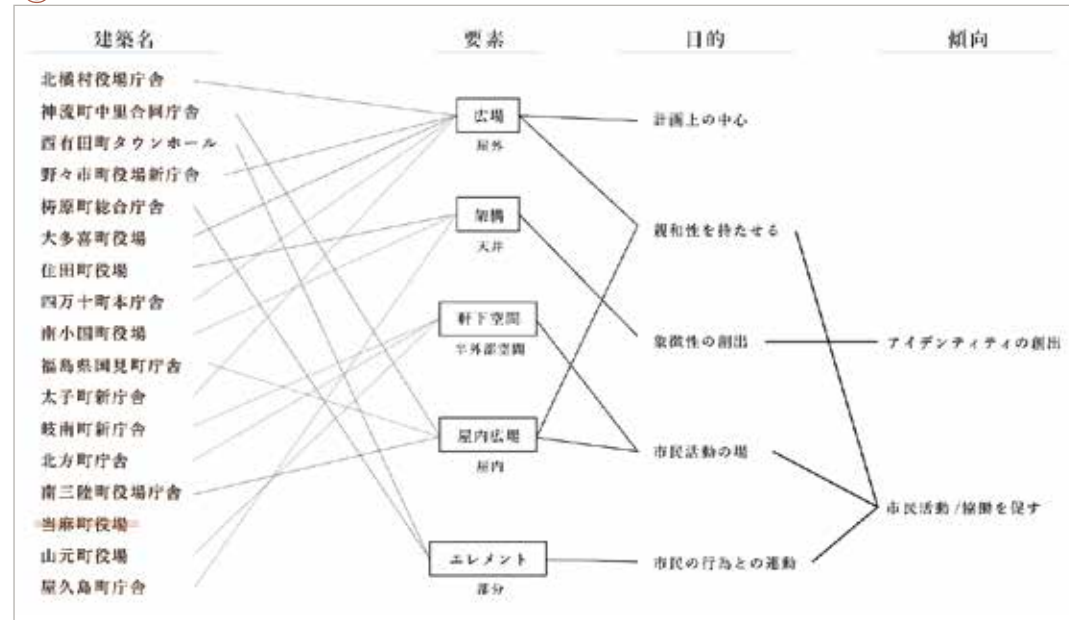 建築名
要素
目的
傾向
北橘村役場庁舎
神流町中里合同庁舎
西有田町タウンホール
野々市町役場新庁舎
梼原町総合庁舎
大多喜町役場
住田町役場
四万十町本庁舎
南小国町役場
福島県国見町庁舎
太子町新庁舎
岐南町新庁舎
北方町庁舎
南三陸町役場庁舎
当麻町役場
山元町役場
屋久島町庁舎
広場
屋外
架構
天井
軒下空間
半外部空間
屋内広場
屋内
エレメント
部分
計画上の中心
親和性を持たせる
象徴性の創出
市民活動の場
市民の行為との連動
アイデンティティの創出
市民活動/協働を促す